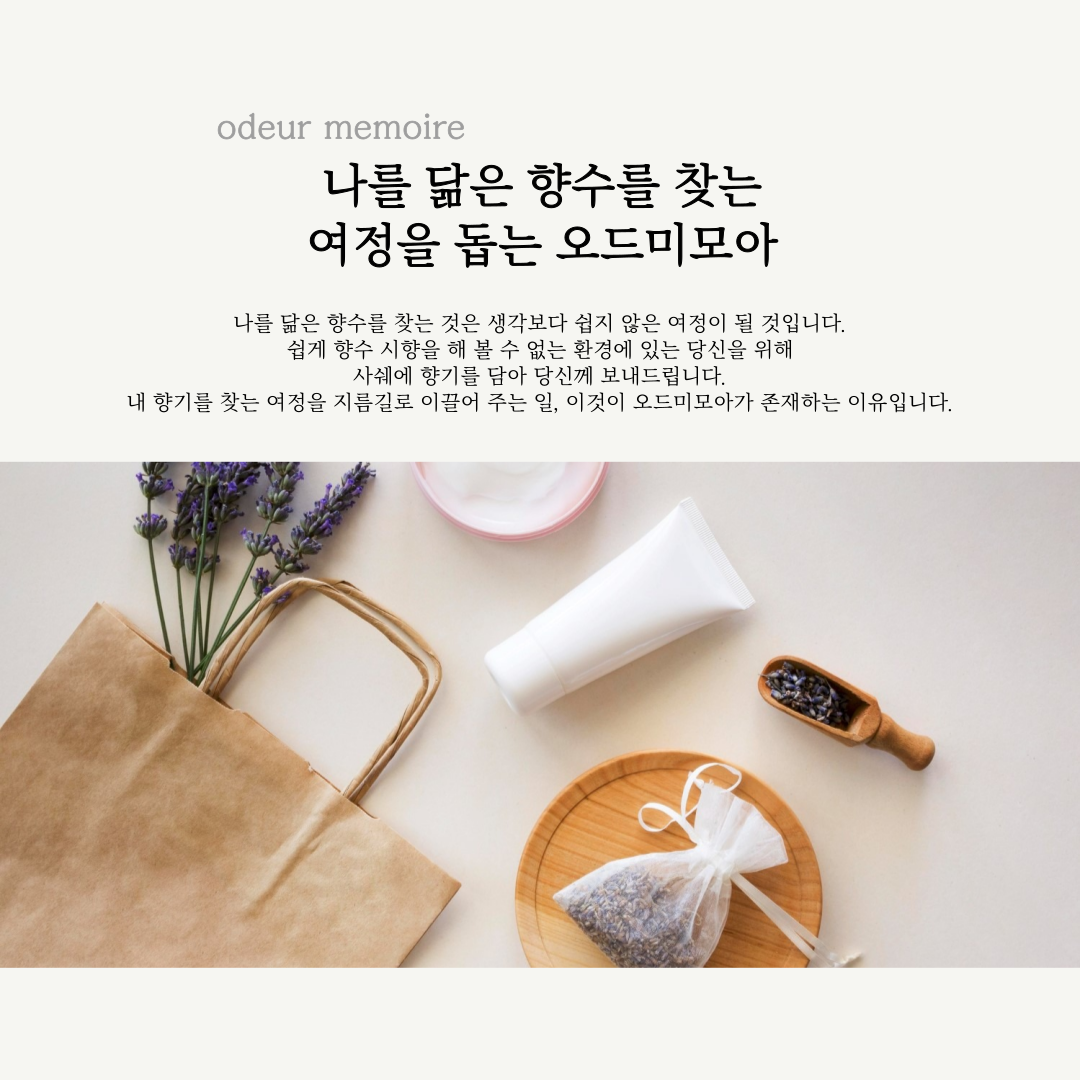 odeur memoire
나를 닮은 향수를 찾는
여정을 돕는 오드미모아
나를 닮은 향수를 찾는 것은 생각보다 쉽지 않은 여정이 될 것입니다.
쉽게 향수 시향을 해 볼 수 없는 환경에 있는 당신을 위해
사쉐에 향기를 담아 당신께 보내드립니다.
내 향기를 찾는 여정을 지름길로 이끌어 주는 일, 이것이 오드미모아가 존재하는 이유입니다.